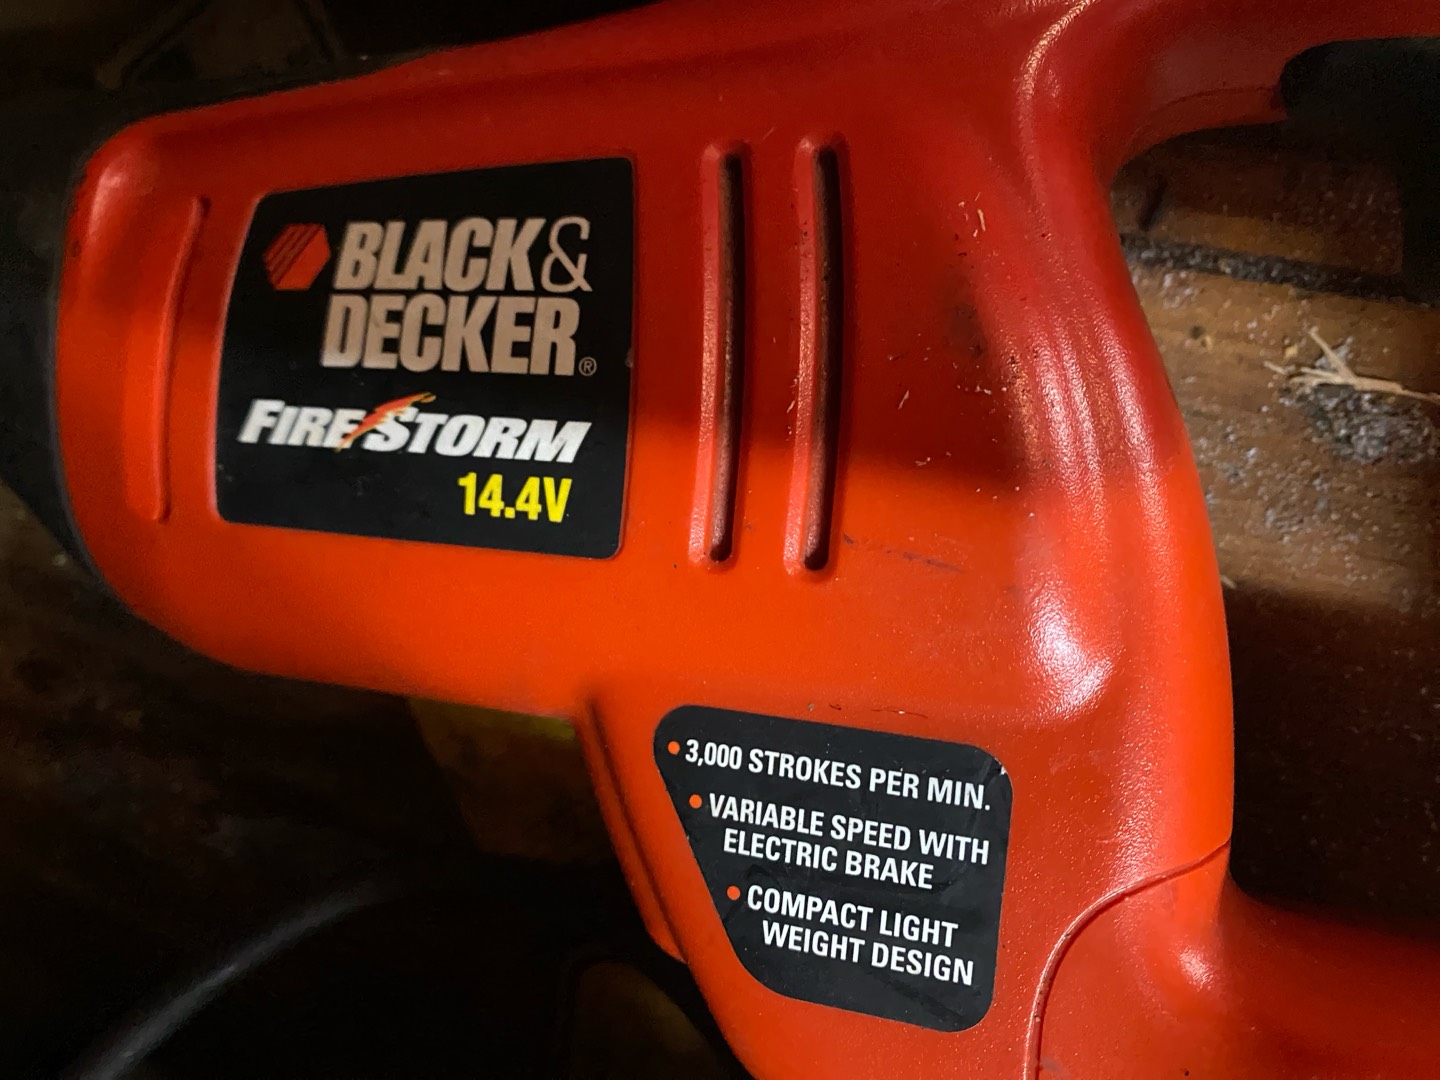 BLACK&
DECKER®
FIRESTORM
14.4V
• 3,000 STROKES PER MIN.
• VARIABLE SPEED WITH
ELECTRIC BRAKE
• COMPACT LIGHT
WEIGHT DESIGN